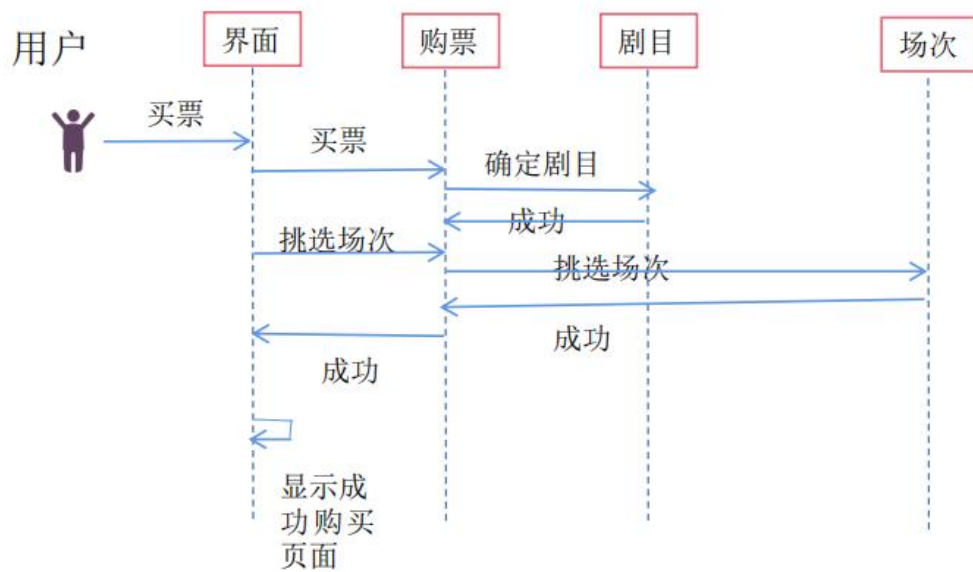 用户
界面
购票
剧目
场次
买票
买票
确定剧目
成功
挑选场次
挑选场次
成功
成功
显示成
功购买
页面